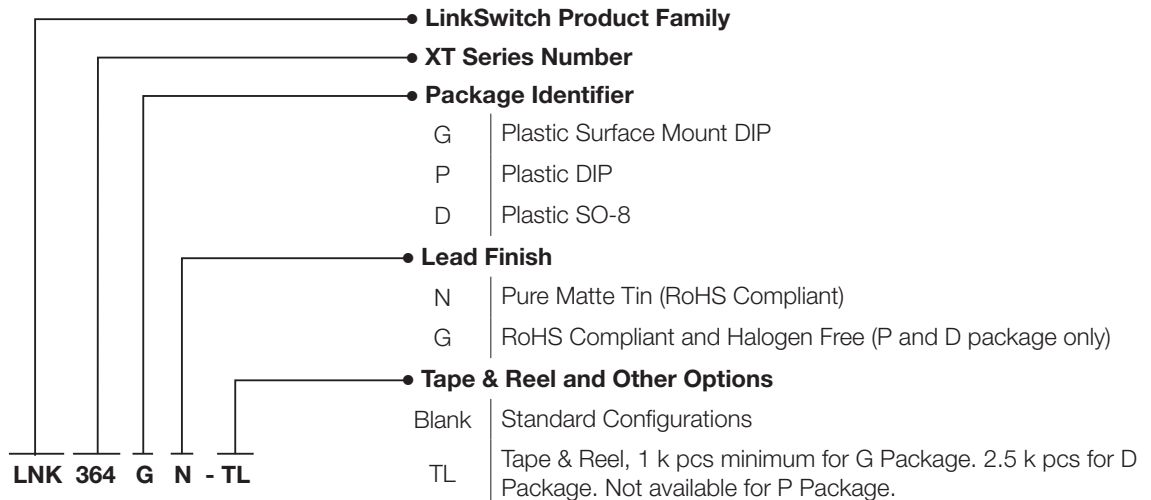 LinkSwitch Product Family
XT Series Number
Package Identifier
G Plastic Surface Mount DIP
P Plastic DIP
D Plastic SO-8
Lead Finish
N Pure Matte Tin (RoHS Compliant)
G RoHS Compliant and Halogen Free (P and D package only)
Tape & Reel and Other Options
Blank Standard Configurations
TL Tape & Reel, 1 k pcs minimum for G Package. 2.5 k pcs for D
Package. Not available for P Package.
LNK 364 G N - TL